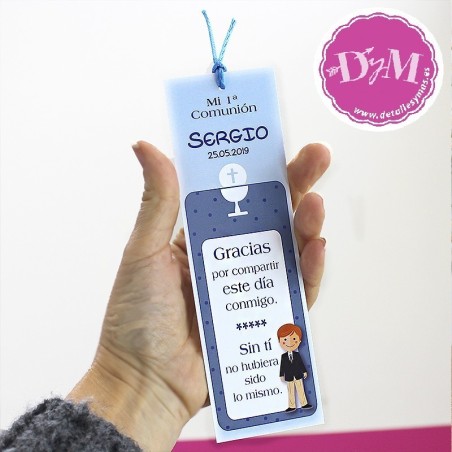 Mi 1ª
Comunión
SERGIO
25.05.2019
Gracias
por compartir
este día
conmigo.
*****
Sin tí
no hubiera
sido
lo mismo.
DyM
www.detallesymas.es